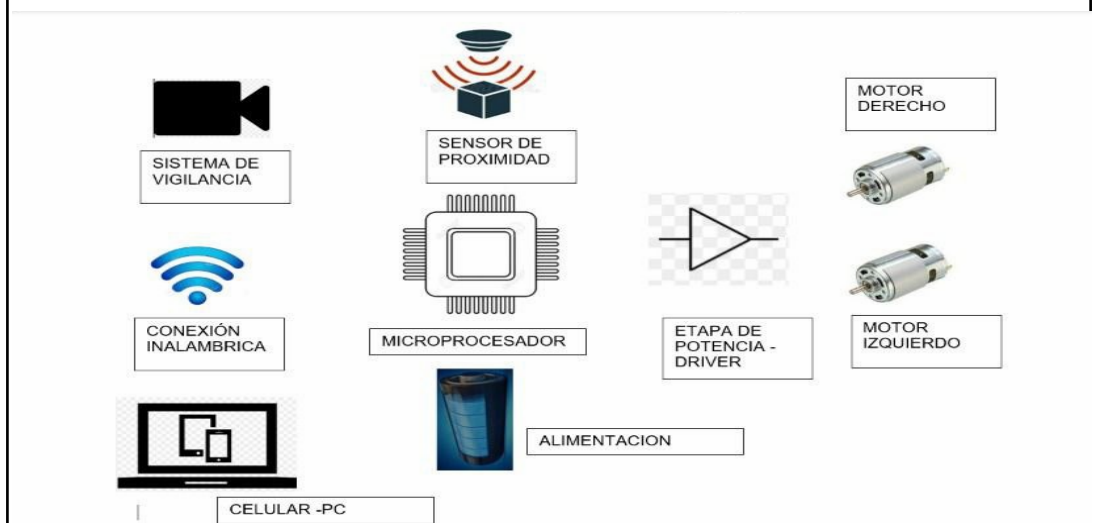 SISTEMA DE
VIGILANCIA
SENSOR DE
PROXIMIDAD
MOTOR
DERECHO
CONEXIÓN
INALAMBRICA
MICROPROCESADOR
ETAPA DE
POTENCIA -
DRIVER
MOTOR
IZQUIERDO
ALIMENTACION
CELULAR -PC